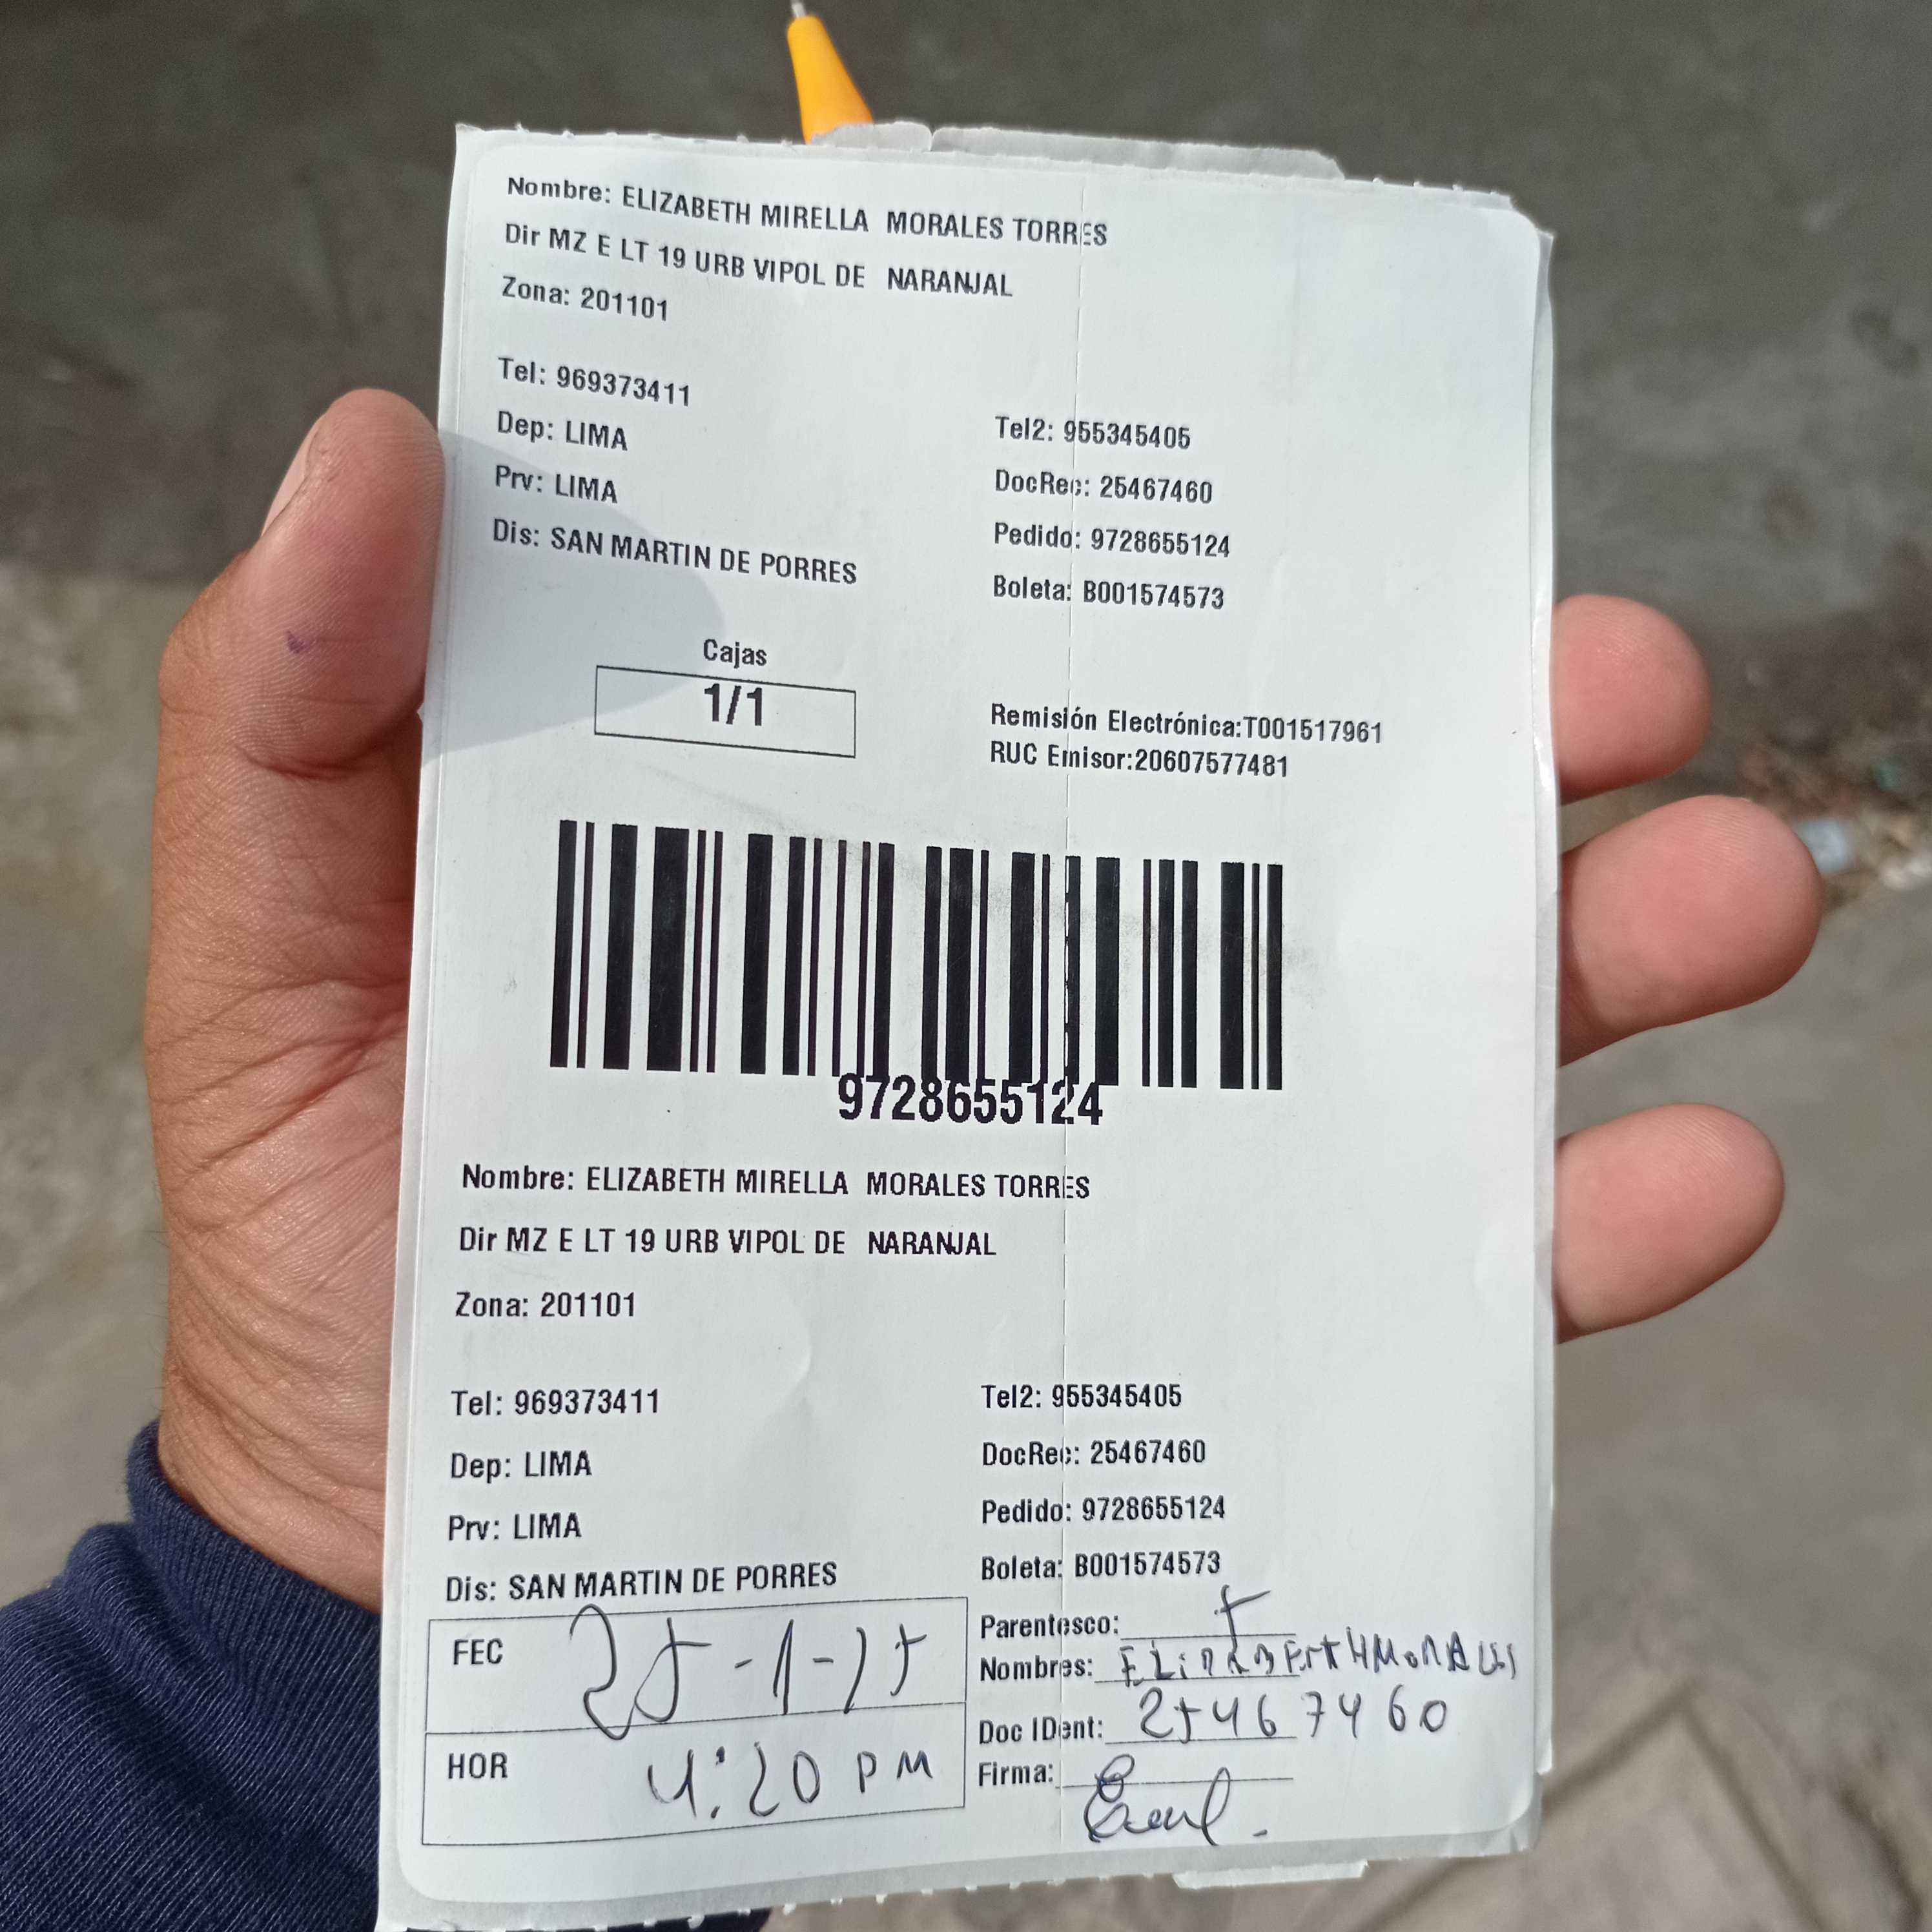 Nombre: ELIZABETH MIRELLA MORALES TORRES
Dir MZ E LT 19 URB VIPOL DE NARANJAL
Zona: 201101
Tel: 969373411
Tel2: 955345405
Dep: LIMA
DocRec: 25467460
Prv: LIMA
Pedido: 9728655124
Dis: SAN MARTIN DE PORRES
Boleta: B001574573
Cajas
1/1
Remisión Electrónica:T001517961
RUC Emisor:20607577481
9728655124
Nombre: ELIZABETH MIRELLA MORALES TORRES
Dir MZ E LT 19 URB VIPOL DE NARANJAL
Zona: 201101
Tel: 969373411
Tel2: 955345405
Dep: LIMA
DocRec: 25467460
Prv: LIMA
Pedido: 9728655124
Dis: SAN MARTIN DE PORRES
Boleta: B001574573
FEC 25-1-25
Parentesco:
Nombres: ELIZABETH MORALES
Doc IDent: 25467460
HOR 4:20 PM
Firma: